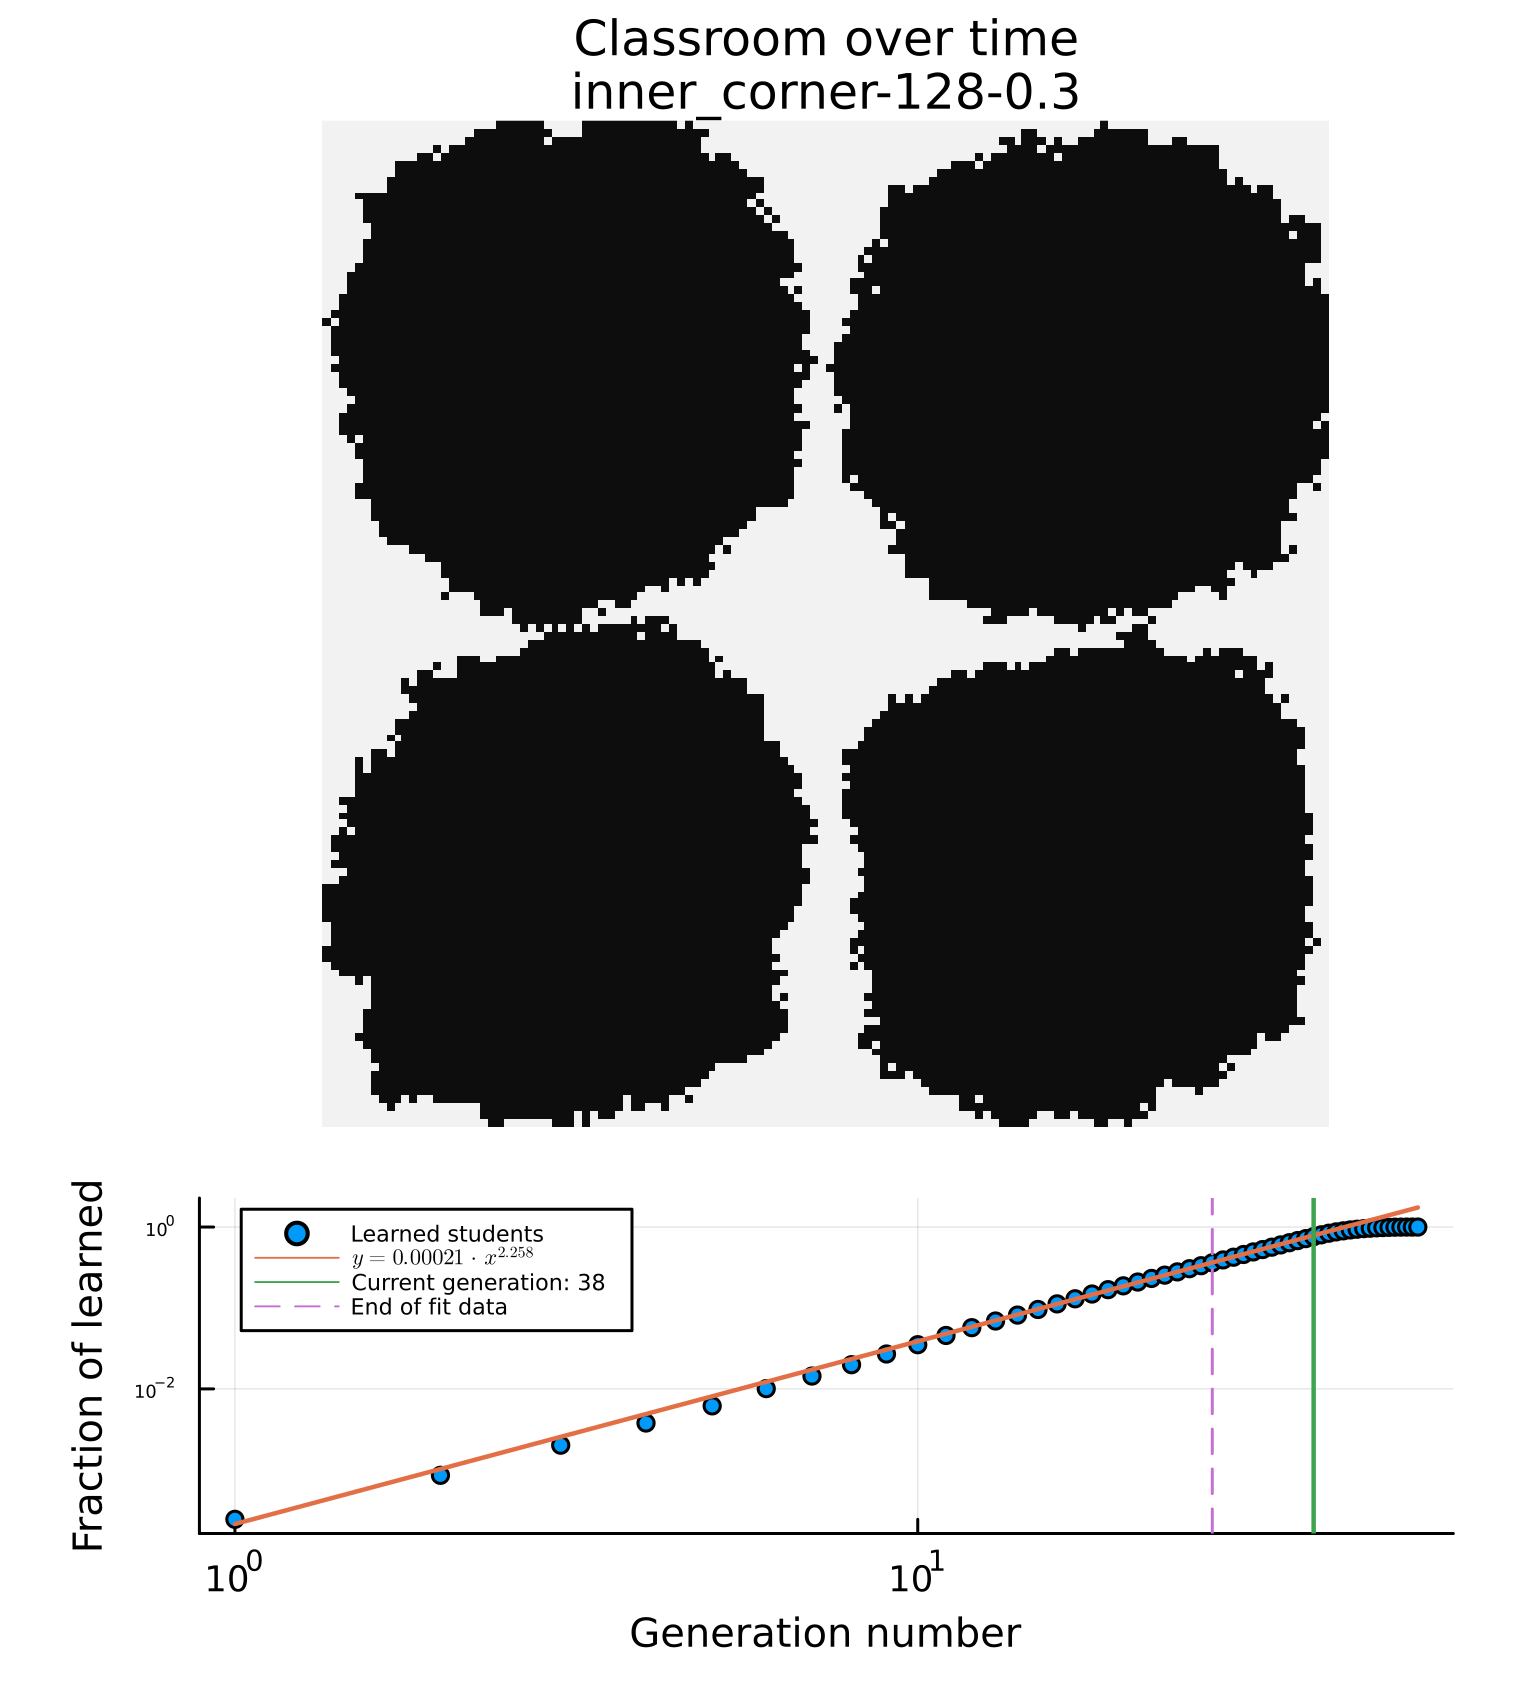 Classroom over time
inner_corner-128-0.3
Learned students
y = 0.00021 · x^2.258
Current generation: 38
End of fit data
Fraction of learned
10^0
10^−2
10^0
10^1
Generation number